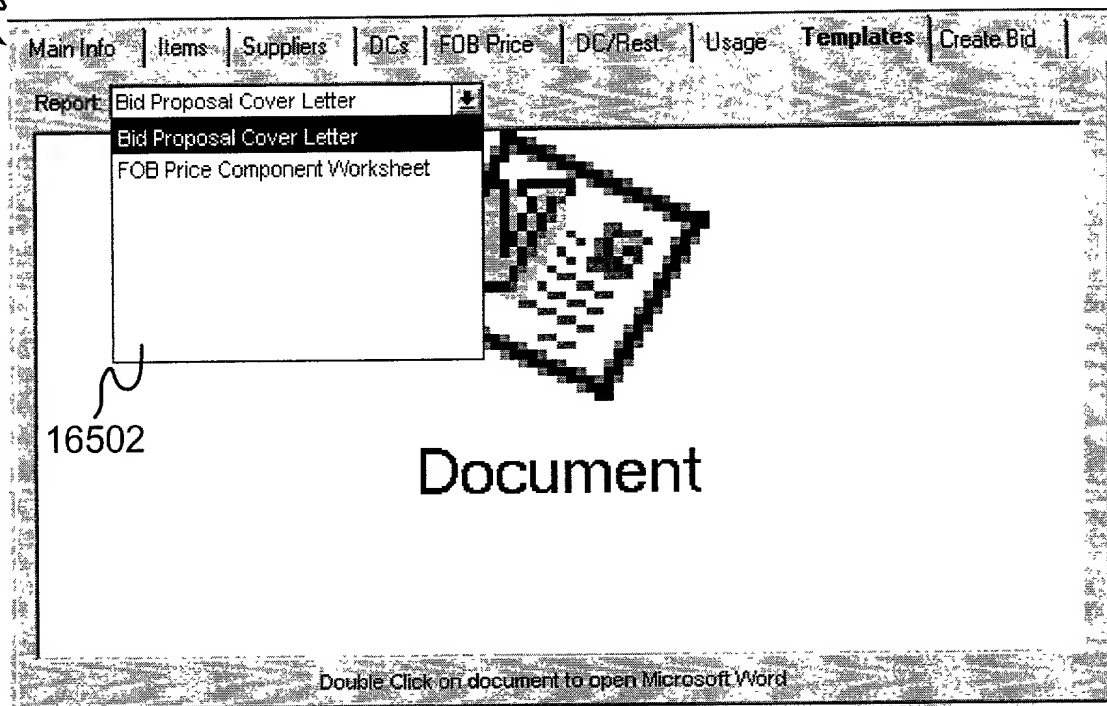 Main Info Items Suppliers DCs FOB Price DC/Rest. Usage Templates Create Bid
Report: Bid Proposal Cover Letter
Bid Proposal Cover Letter
FOB Price Component Worksheet
16502
Document
Double Click on document to open Microsoft Word